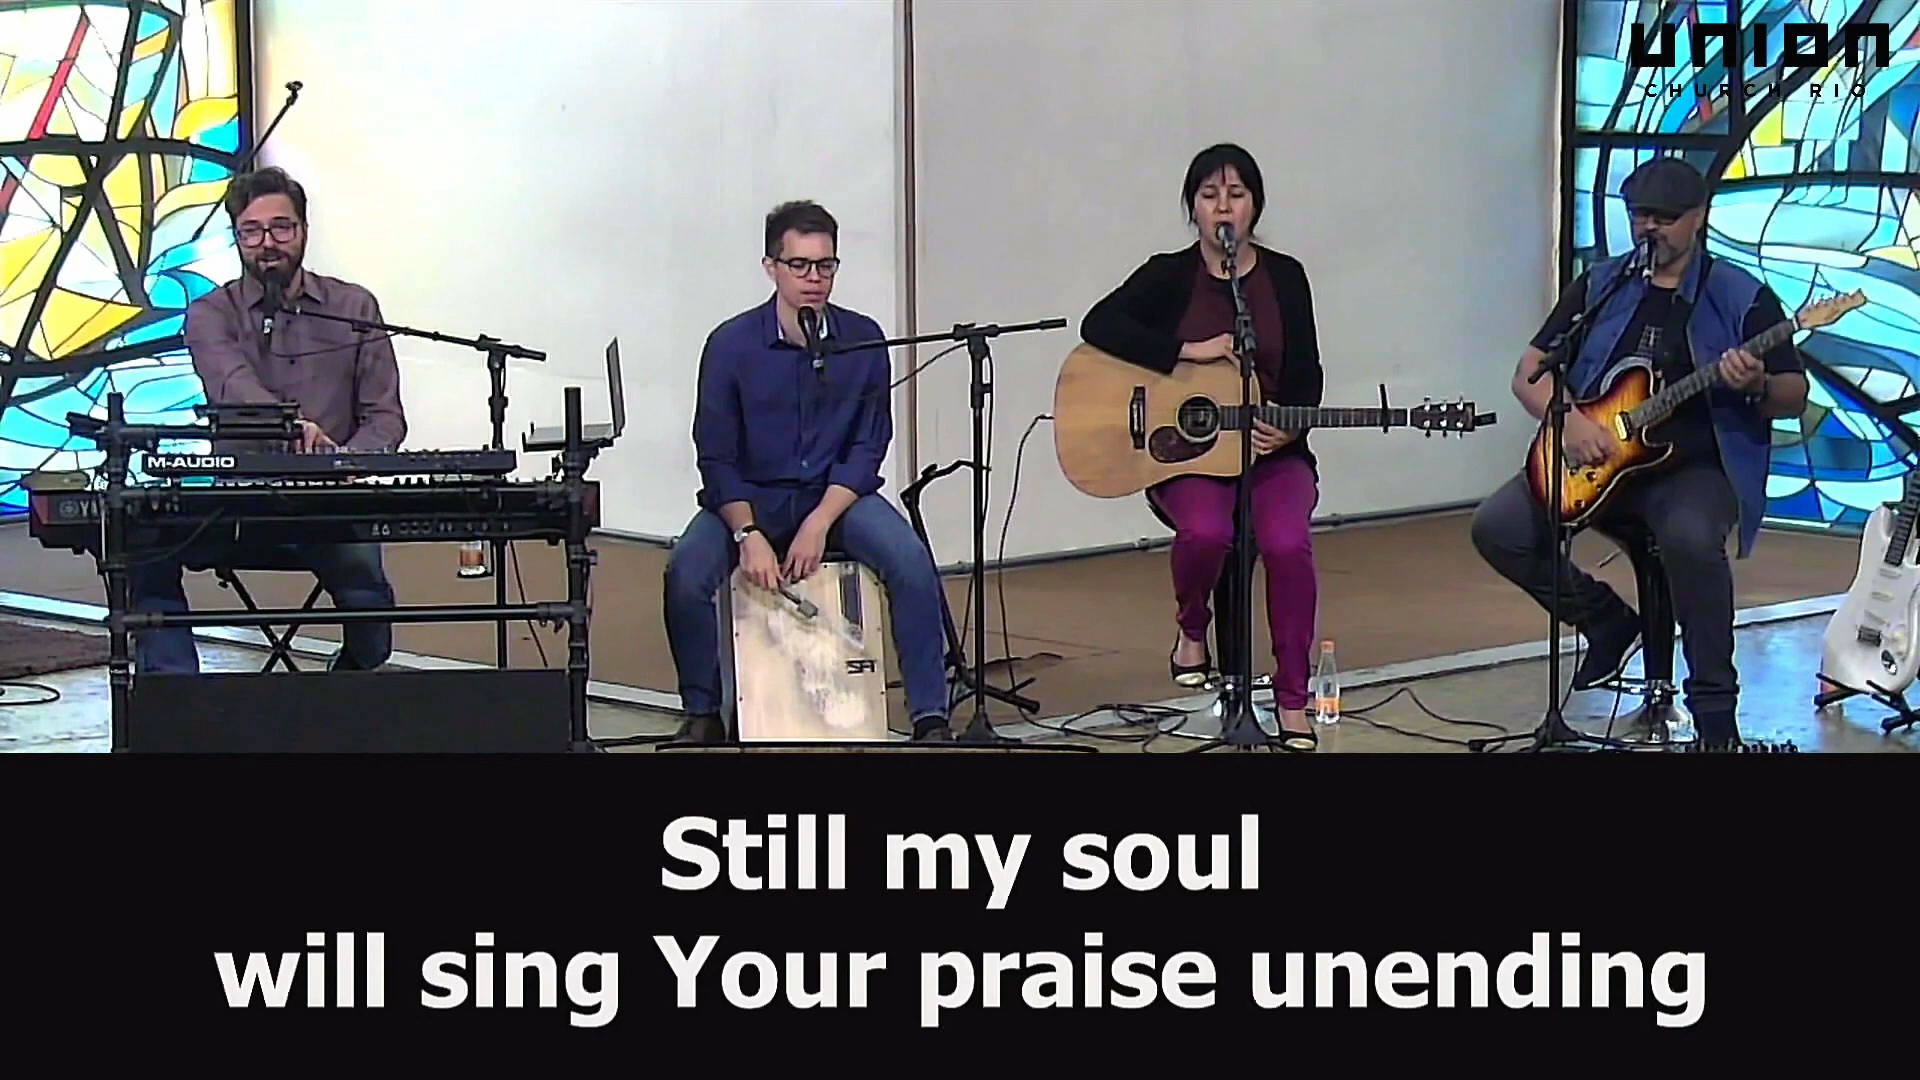 UNION
CHURCH RIO
M-AUDIO
Still my soul
will sing Your praise unending